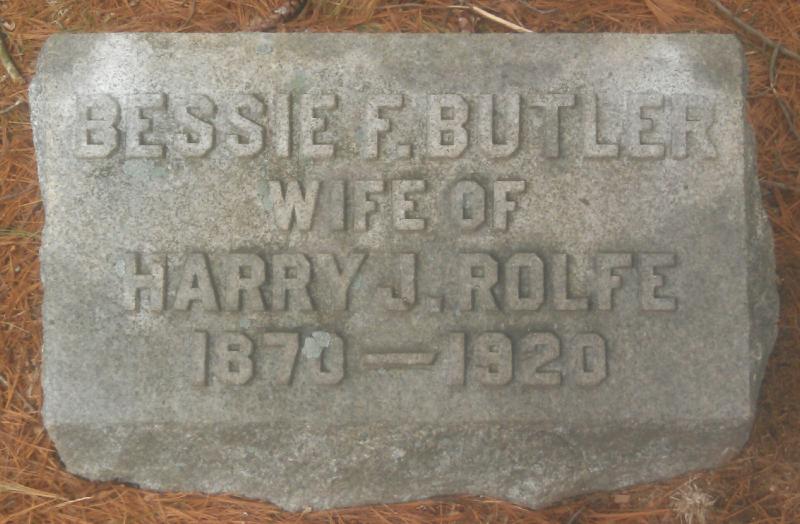 BESSIE F. BUTLER
WIFE OF
HARRY J. ROLFE
1870 — 1920